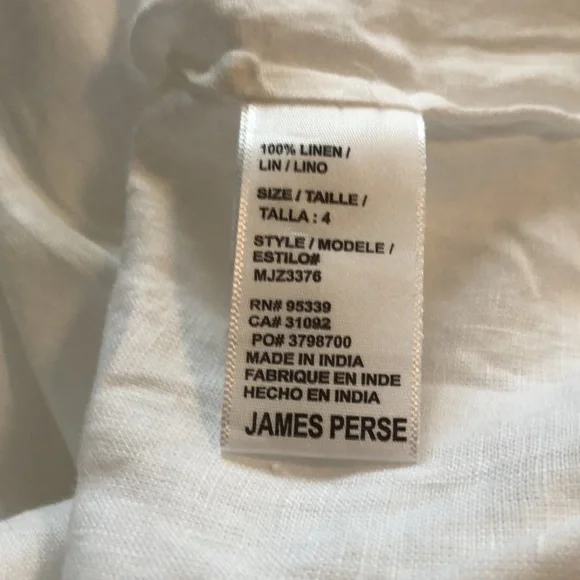 100% LINEN /
LIN / LINO
SIZE / TAILLE /
TALLA : 4
STYLE / MODELE /
ESTILO#
MJZ3376
RN# 95339
CA# 31092
PO# 3798700
MADE IN INDIA
FABRIQUE EN INDE
HECHO EN INDIA
JAMES PERSE